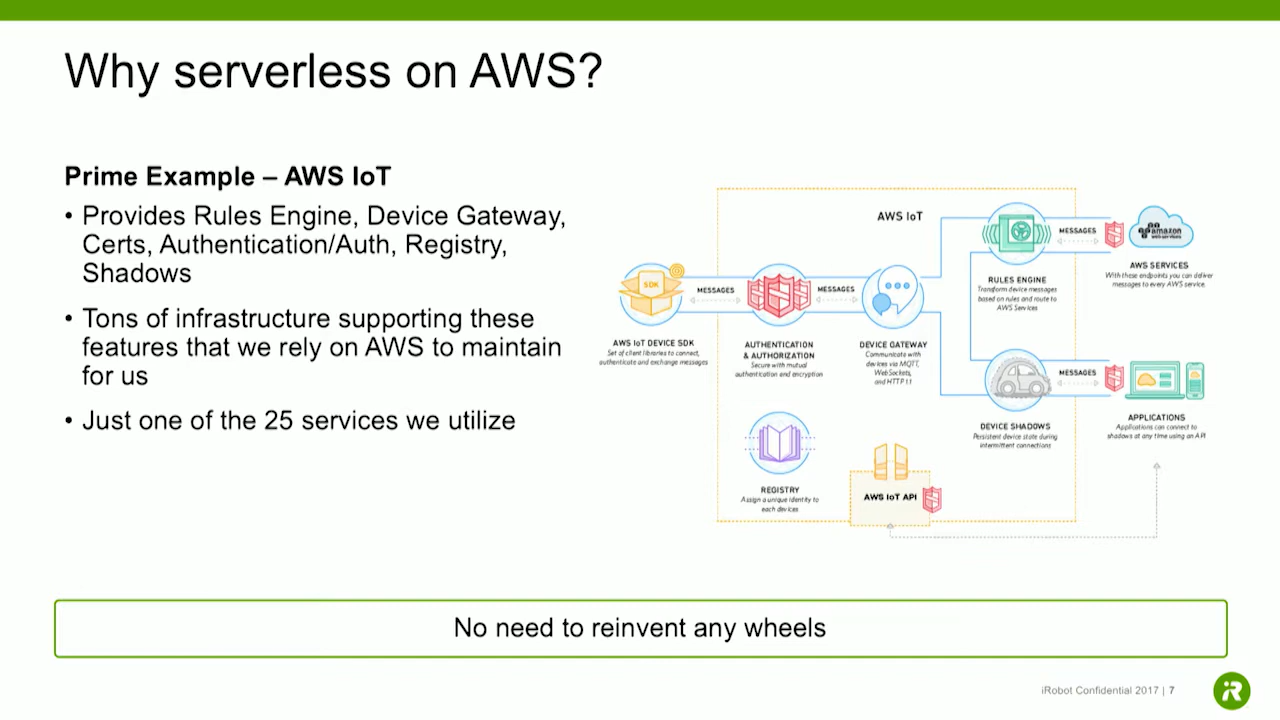 Why serverless on AWS?
Prime Example – AWS IoT
• Provides Rules Engine, Device Gateway,
Certs, Authentication/Auth, Registry,
Shadows
• Tons of infrastructure supporting these
features that we rely on AWS to maintain
for us
• Just one of the 25 services we utilize
AWS IoT
SDK
MESSAGES
MESSAGES
MESSAGES
amazon
web services
AWS IoT DEVICE SDK
Set of client libraries to connect,
authenticate and exchange messages
AUTHENTICATION
& AUTHORIZATION
Secure with mutual
authentication and encryption
DEVICE GATEWAY
Communicate with
devices via MQTT,
WebSockets,
and HTTP 1.1
RULES ENGINE
Transform device messages
based on rules and route to
AWS Services
AWS SERVICES
With these endpoints you can deliver
messages to every AWS service.
MESSAGES
DEVICE SHADOWS
Persistent device state during
intermittent connections
APPLICATIONS
Applications can connect to
shadows at any time using an API
REGISTRY
Assign a unique identity to
each devices
AWS IoT API
No need to reinvent any wheels
iRobot Confidential 2017 | 7
iR